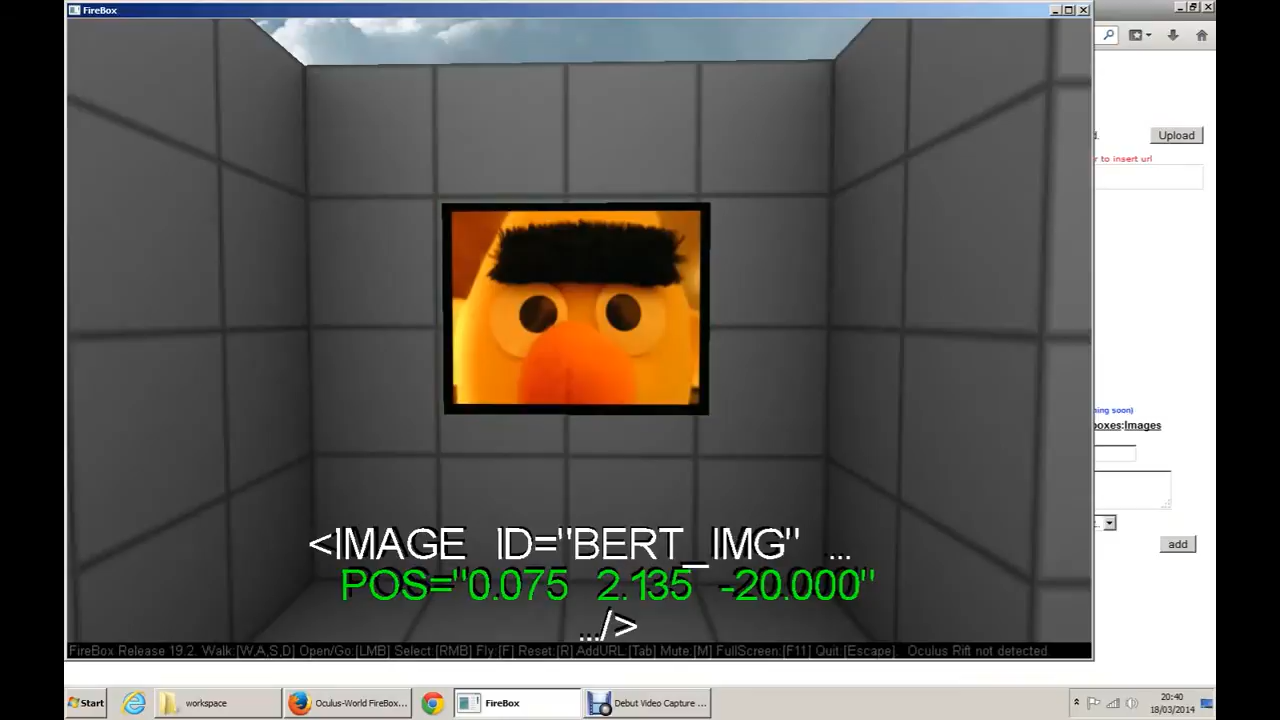 FireBox
d.
Upload
r to insert url
ning soon)
boxes:Images
add
<IMAGE ID="BERT_IMG" ...
POS="0.075 2.135 -20.000"
.../>
FireBox Release 19.2. Walk:[W,A,S,D] Open/Go:[LMB] Select:[RMB] Fly:[F] Reset:[R] AddURL:[Tab] Mute:[M] FullScreen:[F11] Quit:[Escape]. Oculus Rift not detected.
Start
workspace
Oculus-World FireBox...
FireBox
Debut Video Capture ...
20:40
18/03/2014